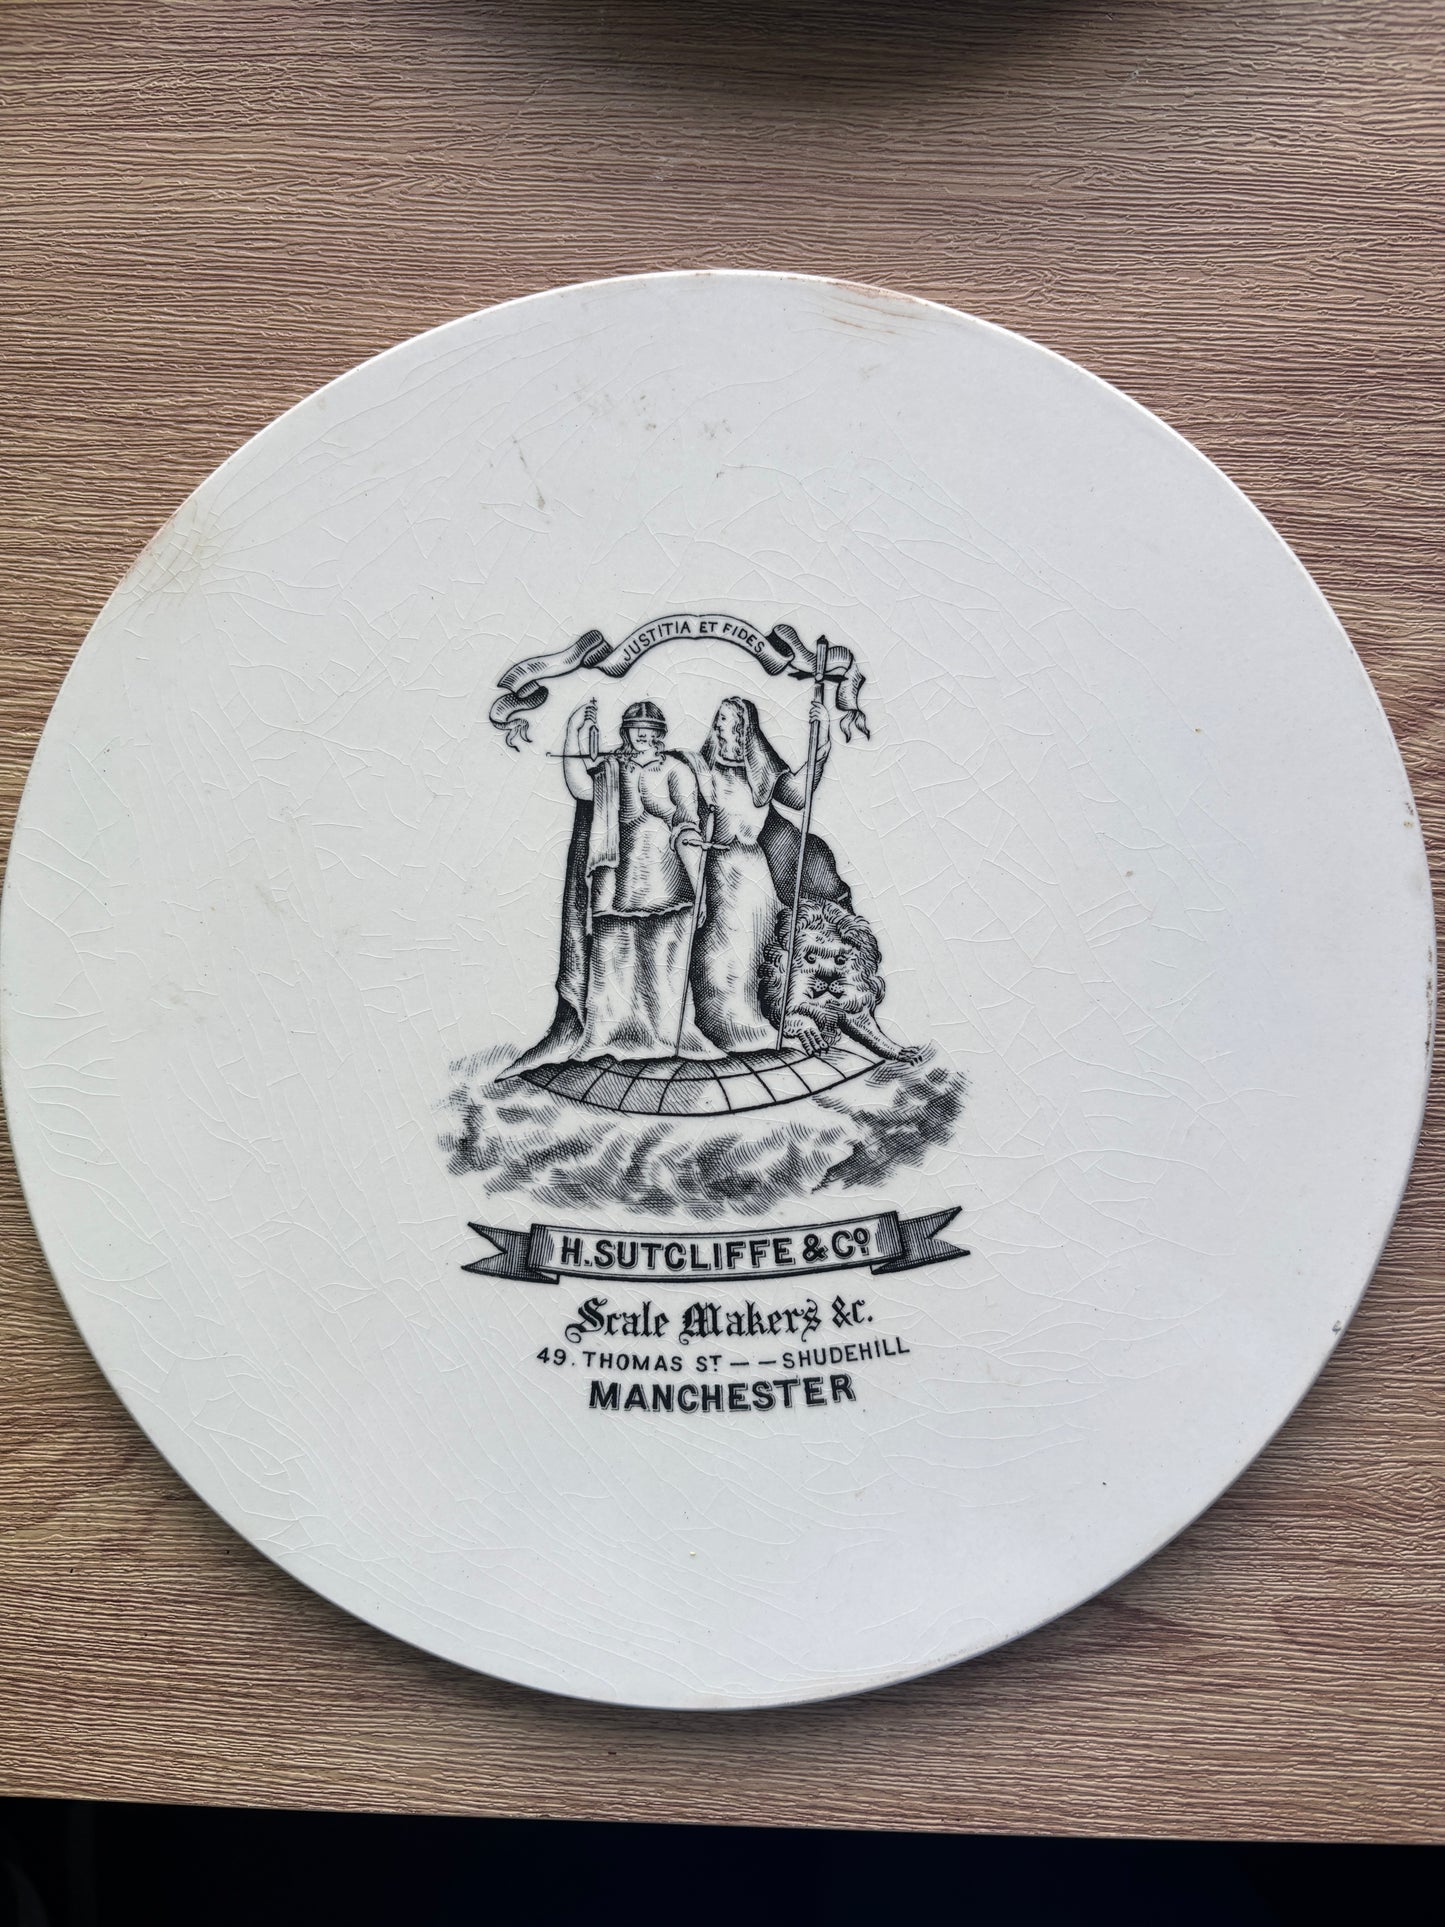 JUSTITIA ET FIDES
H. SUTCLIFFE & Co
Scale Makers &c.
49. THOMAS ST — — SHUDEHILL
MANCHESTER